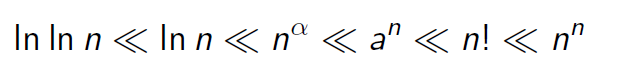 ln ln n ≪ ln n ≪ n^α ≪ a^n ≪ n! ≪ n^n